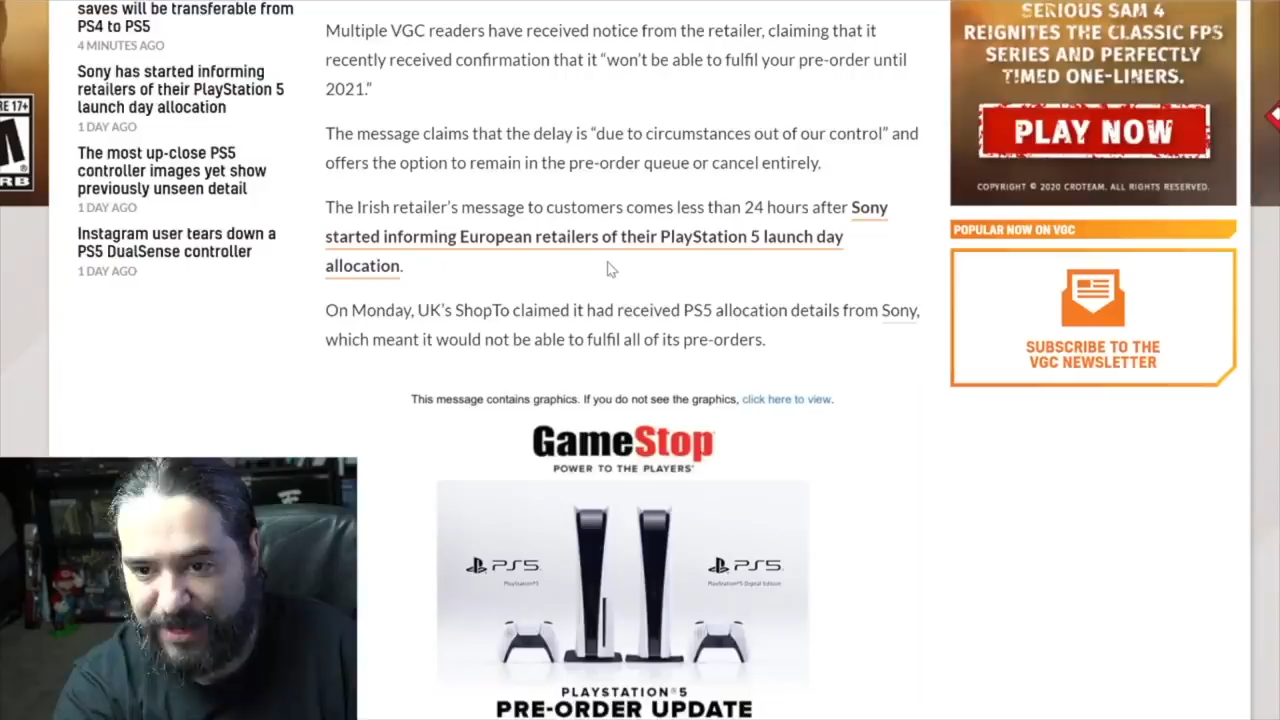 saves will be transferable from
PS4 to PS5
4 MINUTES AGO
Sony has started informing
retailers of their PlayStation 5
launch day allocation
1 DAY AGO
The most up-close PS5
controller images yet show
previously unseen detail
1 DAY AGO
Instagram user tears down a
PS5 DualSense controller
1 DAY AGO
RE 17+
M
RB
Multiple VGC readers have received notice from the retailer, claiming that it
recently received confirmation that it “won’t be able to fulfil your pre-order until
2021.”
The message claims that the delay is “due to circumstances out of our control” and
offers the option to remain in the pre-order queue or cancel entirely.
The Irish retailer’s message to customers comes less than 24 hours after Sony
started informing European retailers of their PlayStation 5 launch day
allocation.
On Monday, UK’s ShopTo claimed it had received PS5 allocation details from Sony,
which meant it would not be able to fulfil all of its pre-orders.
This message contains graphics. If you do not see the graphics, click here to view.
GameStop
POWER TO THE PLAYERS
PS5
PlayStation®5
PS5
PlayStation®5 Digital Edition
PLAYSTATION®5
PRE-ORDER UPDATE
SERIOUS SAM 4
REIGNITES THE CLASSIC FPS
SERIES AND PERFECTLY
TIMED ONE-LINERS.
PLAY NOW
COPYRIGHT © 2020 CROTEAM. ALL RIGHTS RESERVED.
POPULAR NOW ON VGC
SUBSCRIBE TO THE
VGC NEWSLETTER